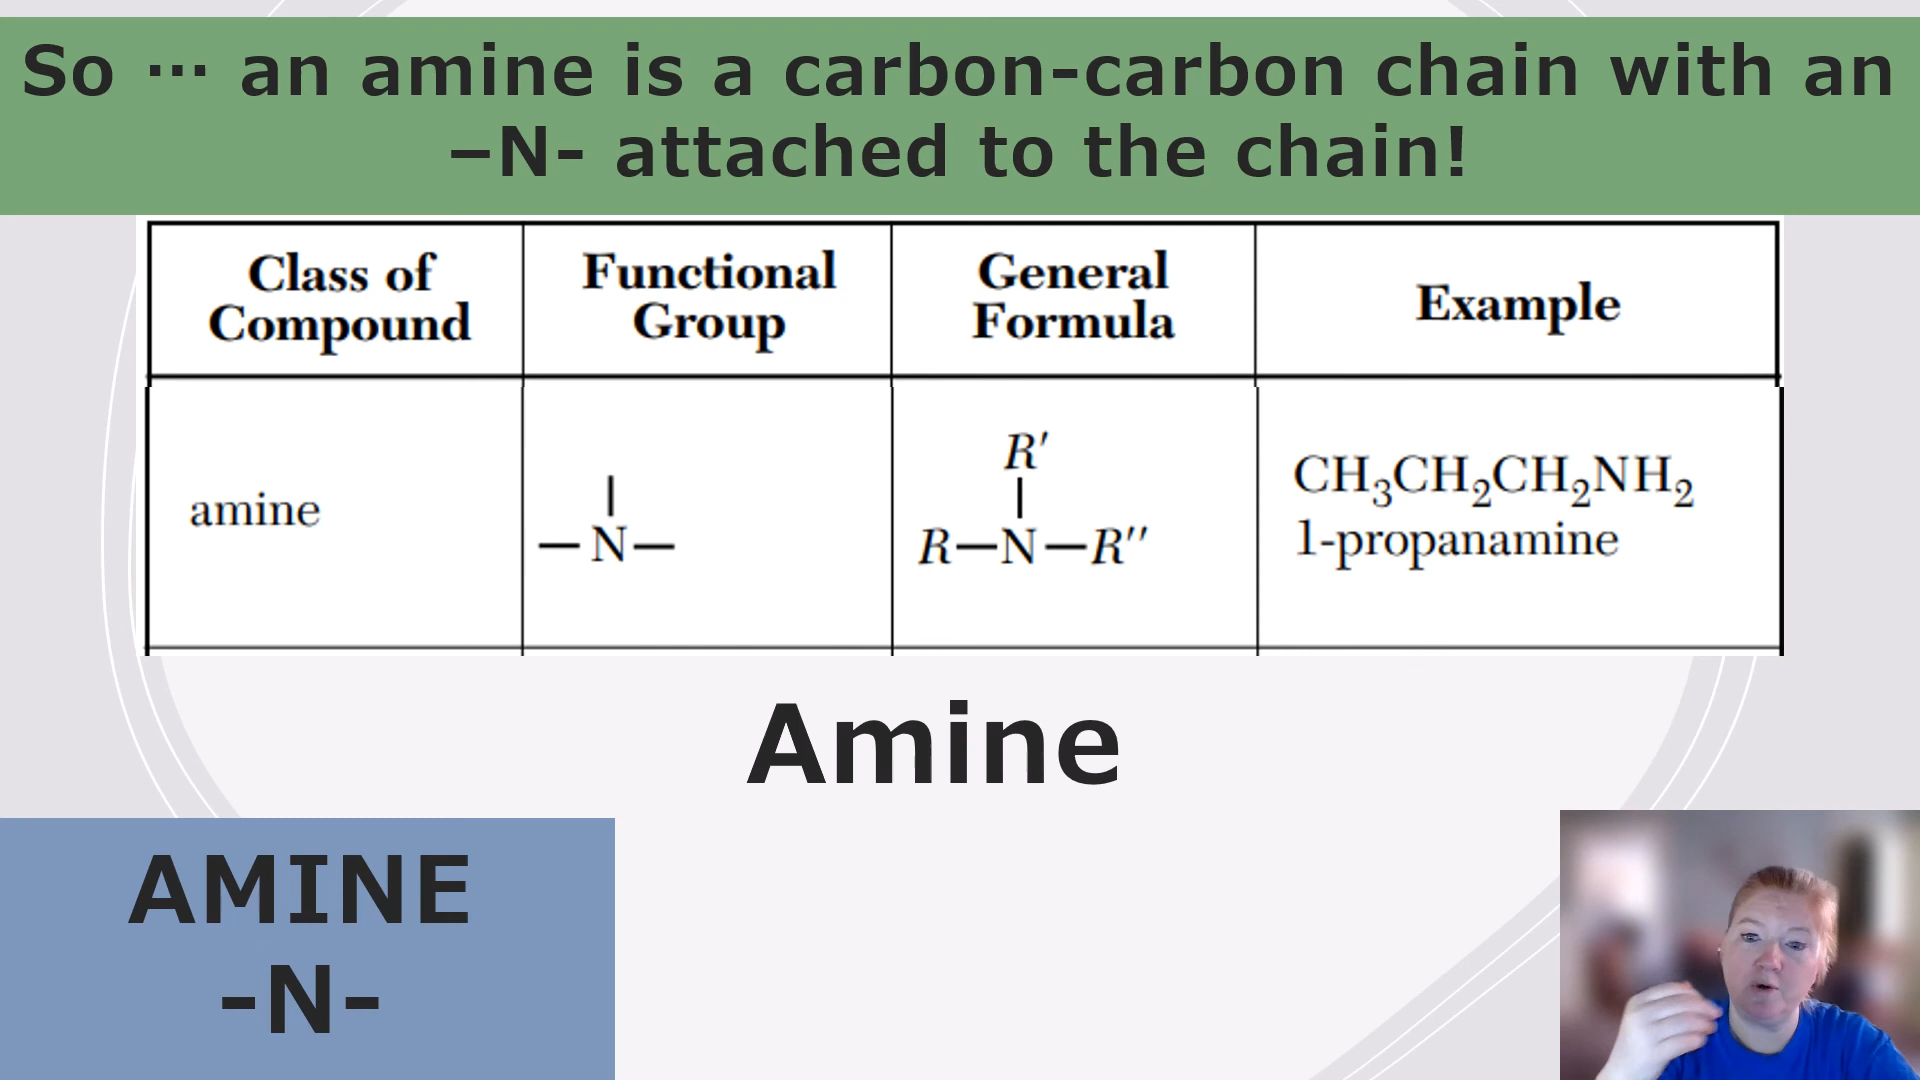 So ··· an amine is a carbon-carbon chain with an
–N- attached to the chain!
Class of Compound | Functional Group | General Formula | Example
amine
—N—
R′
R—N—R″
CH₃CH₂CH₂NH₂
1-propanamine
Amine
AMINE
-N-